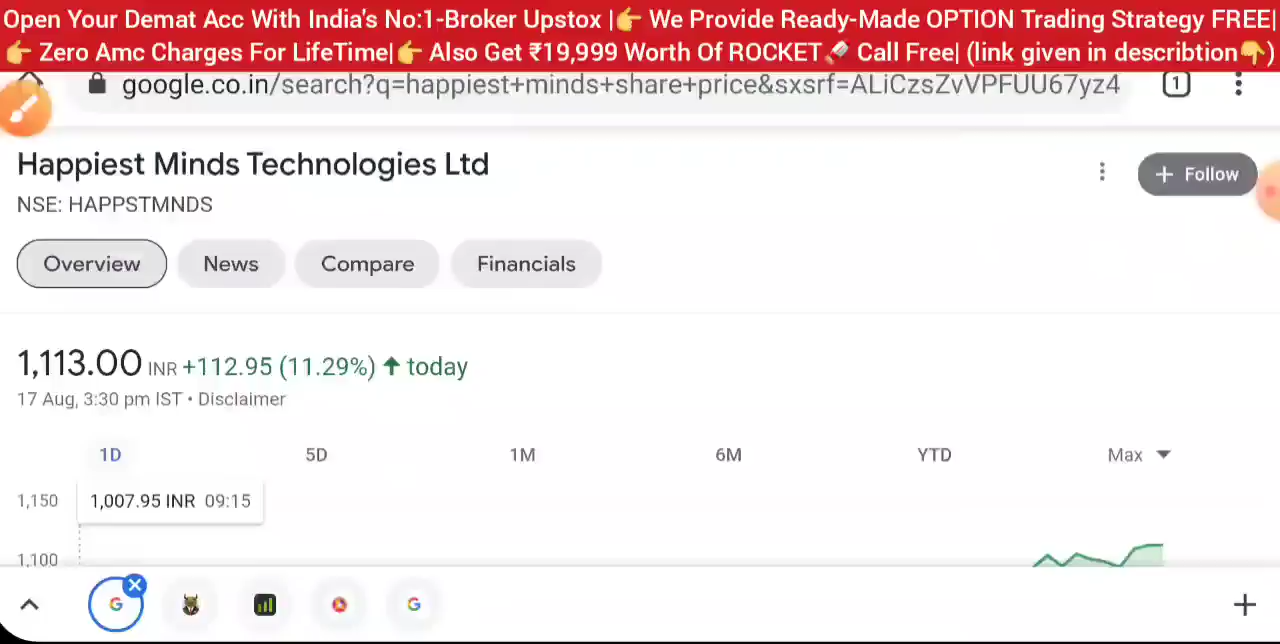 Open Your Demat Acc With India's No:1-Broker Upstox |👉 We Provide Ready-Made OPTION Trading Strategy FREE|
👉 Zero Amc Charges For LifeTime|👉 Also Get ₹19,999 Worth Of ROCKET🚀 Call Free| (link given in describtion👇)
google.co.in/search?q=happiest+minds+share+price&sxsrf=ALiCzsZvVPFUU67yz4
1
Happiest Minds Technologies Ltd
+ Follow
NSE: HAPPSTMNDS
Overview News Compare Financials
1,113.00 INR +112.95 (11.29%) ↑ today
17 Aug, 3:30 pm IST • Disclaimer
1D 5D 1M 6M YTD Max
1,150 1,007.95 INR 09:15
1,100